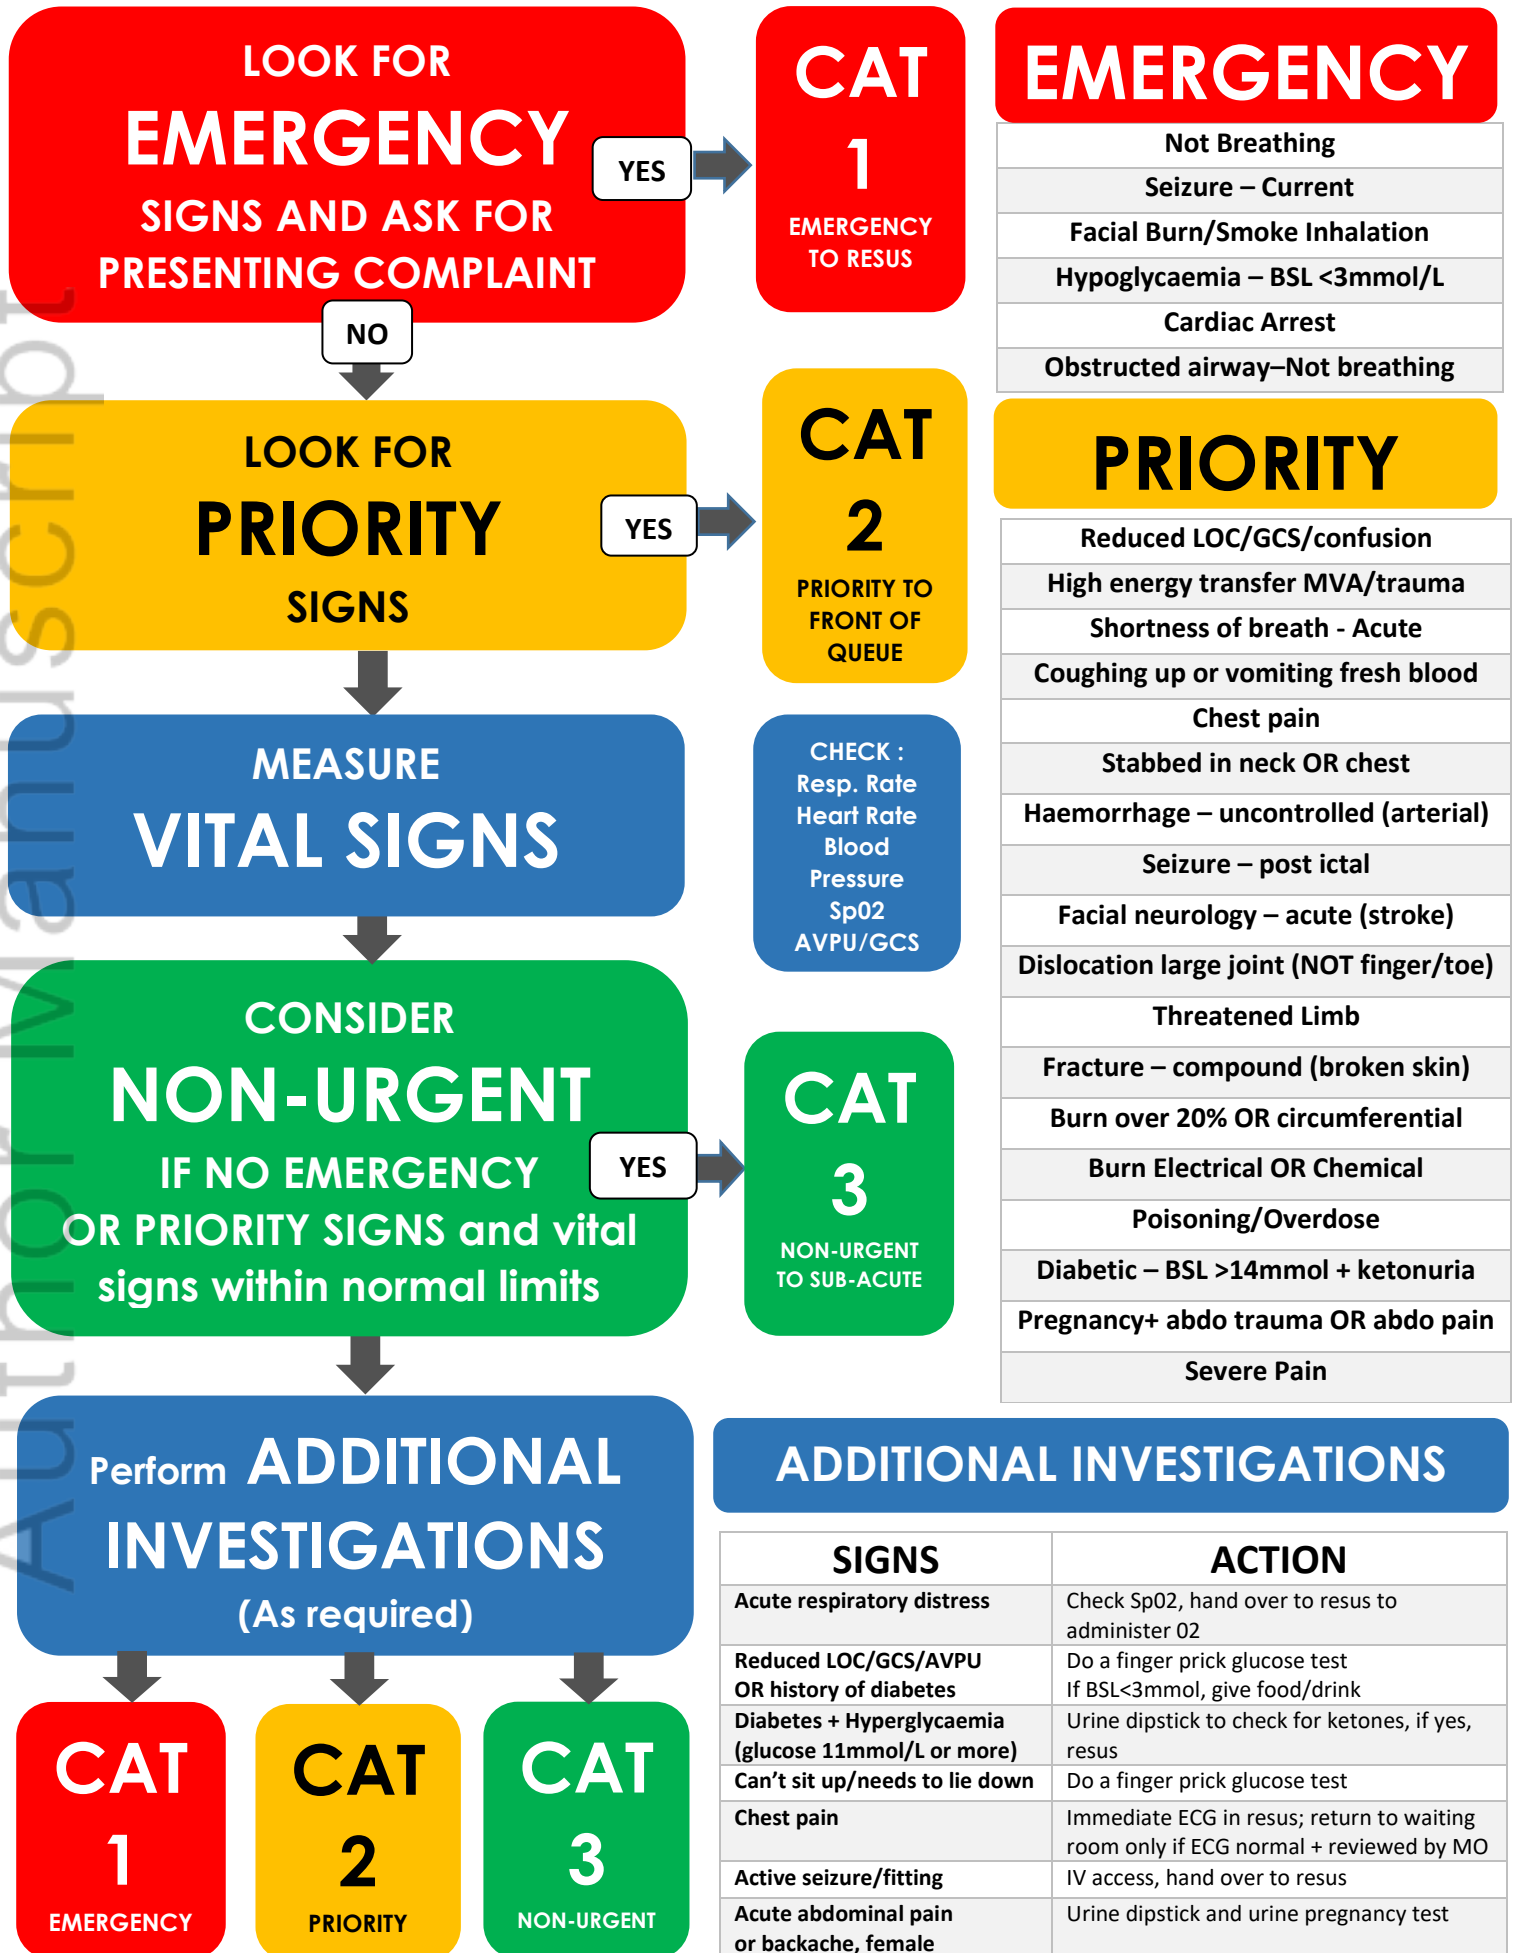 LOOK FOR
EMERGENCY
SIGNS AND ASK FOR
PRESENTING COMPLAINT
YES
CAT
1
EMERGENCY
TO RESUS
NO
LOOK FOR
PRIORITY
SIGNS
YES
CAT
2
PRIORITY TO
FRONT OF
QUEUE
MEASURE
VITAL SIGNS
CHECK :
Resp. Rate
Heart Rate
Blood
Pressure
Sp02
AVPU/GCS
CONSIDER
NON-URGENT
IF NO EMERGENCY
OR PRIORITY SIGNS and vital
signs within normal limits
YES
CAT
3
NON-URGENT
TO SUB-ACUTE
Perform ADDITIONAL
INVESTIGATIONS
(As required)
CAT
1
EMERGENCY
CAT
2
PRIORITY
CAT
3
NON-URGENT
EMERGENCY
Not Breathing
Seizure – Current
Facial Burn/Smoke Inhalation
Hypoglycaemia – BSL <3mmol/L
Cardiac Arrest
Obstructed airway–Not breathing
PRIORITY
Reduced LOC/GCS/confusion
High energy transfer MVA/trauma
Shortness of breath - Acute
Coughing up or vomiting fresh blood
Chest pain
Stabbed in neck OR chest
Haemorrhage – uncontrolled (arterial)
Seizure – post ictal
Facial neurology – acute (stroke)
Dislocation large joint (NOT finger/toe)
Threatened Limb
Fracture – compound (broken skin)
Burn over 20% OR circumferential
Burn Electrical OR Chemical
Poisoning/Overdose
Diabetic – BSL >14mmol + ketonuria
Pregnancy+ abdo trauma OR abdo pain
Severe Pain
ADDITIONAL INVESTIGATIONS
SIGNS
ACTION
Acute respiratory distress
Check Sp02, hand over to resus to
administer 02
Reduced LOC/GCS/AVPU
OR history of diabetes
Do a finger prick glucose test
If BSL<3mmol, give food/drink
Diabetes + Hyperglycaemia
(glucose 11mmol/L or more)
Urine dipstick to check for ketones, if yes,
resus
Can't sit up/needs to lie down
Do a finger prick glucose test
Chest pain
Immediate ECG in resus; return to waiting
room only if ECG normal + reviewed by MO
Active seizure/fitting
IV access, hand over to resus
Acute abdominal pain
or backache, female
Urine dipstick and urine pregnancy test
Author Manuscript